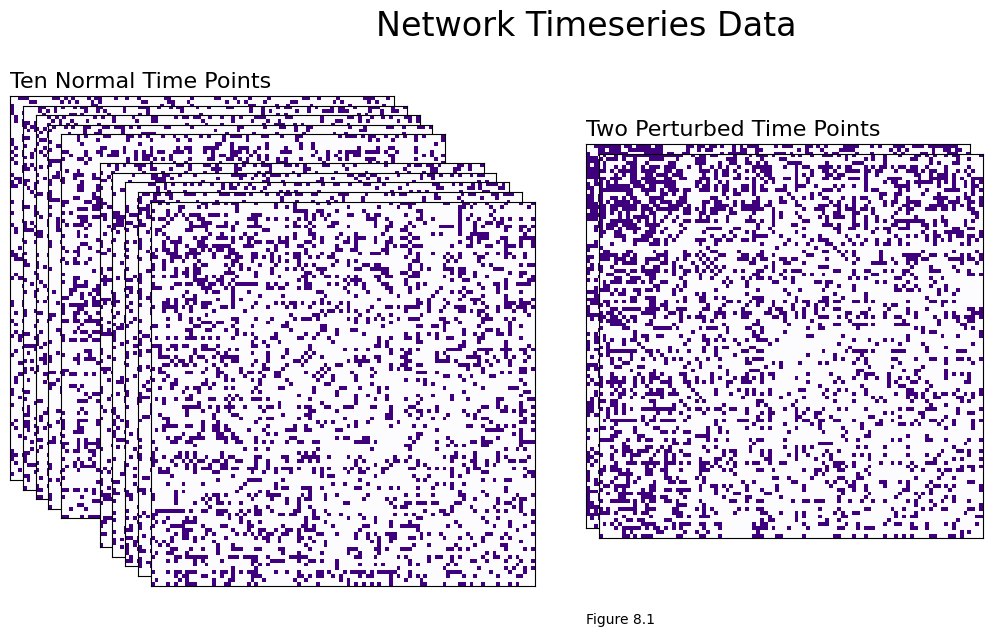 Network Timeseries Data
Ten Normal Time Points
Two Perturbed Time Points
Figure 8.1